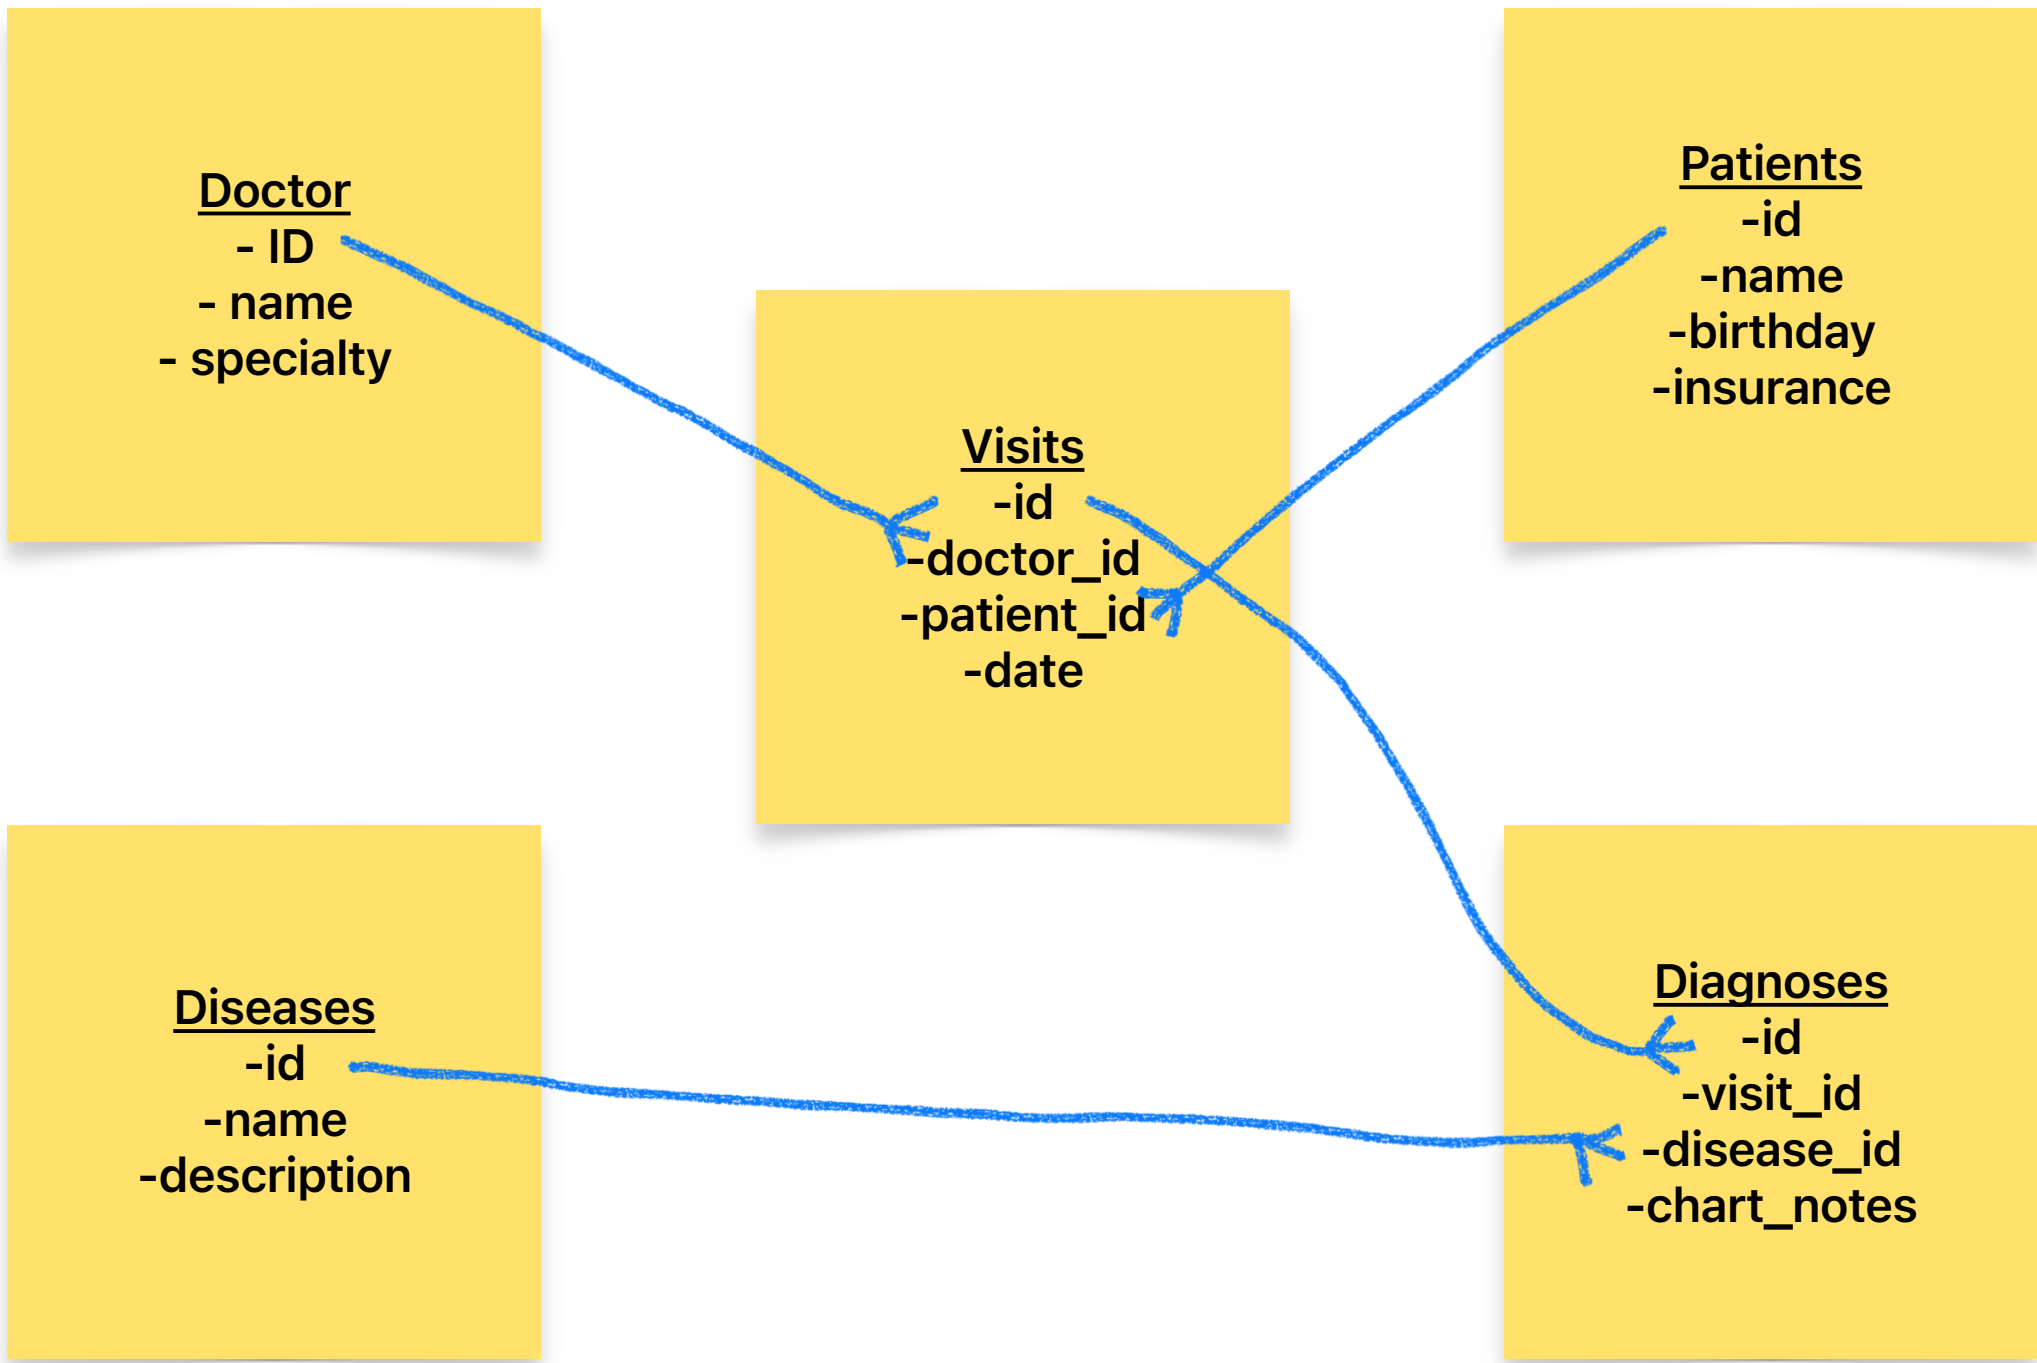 Doctor
- ID
- name
- specialty
Patients
-id
-name
-birthday
-insurance
Visits
-id
-doctor_id
-patient_id
-date
Diseases
-id
-name
-description
Diagnoses
-id
-visit_id
-disease_id
-chart_notes